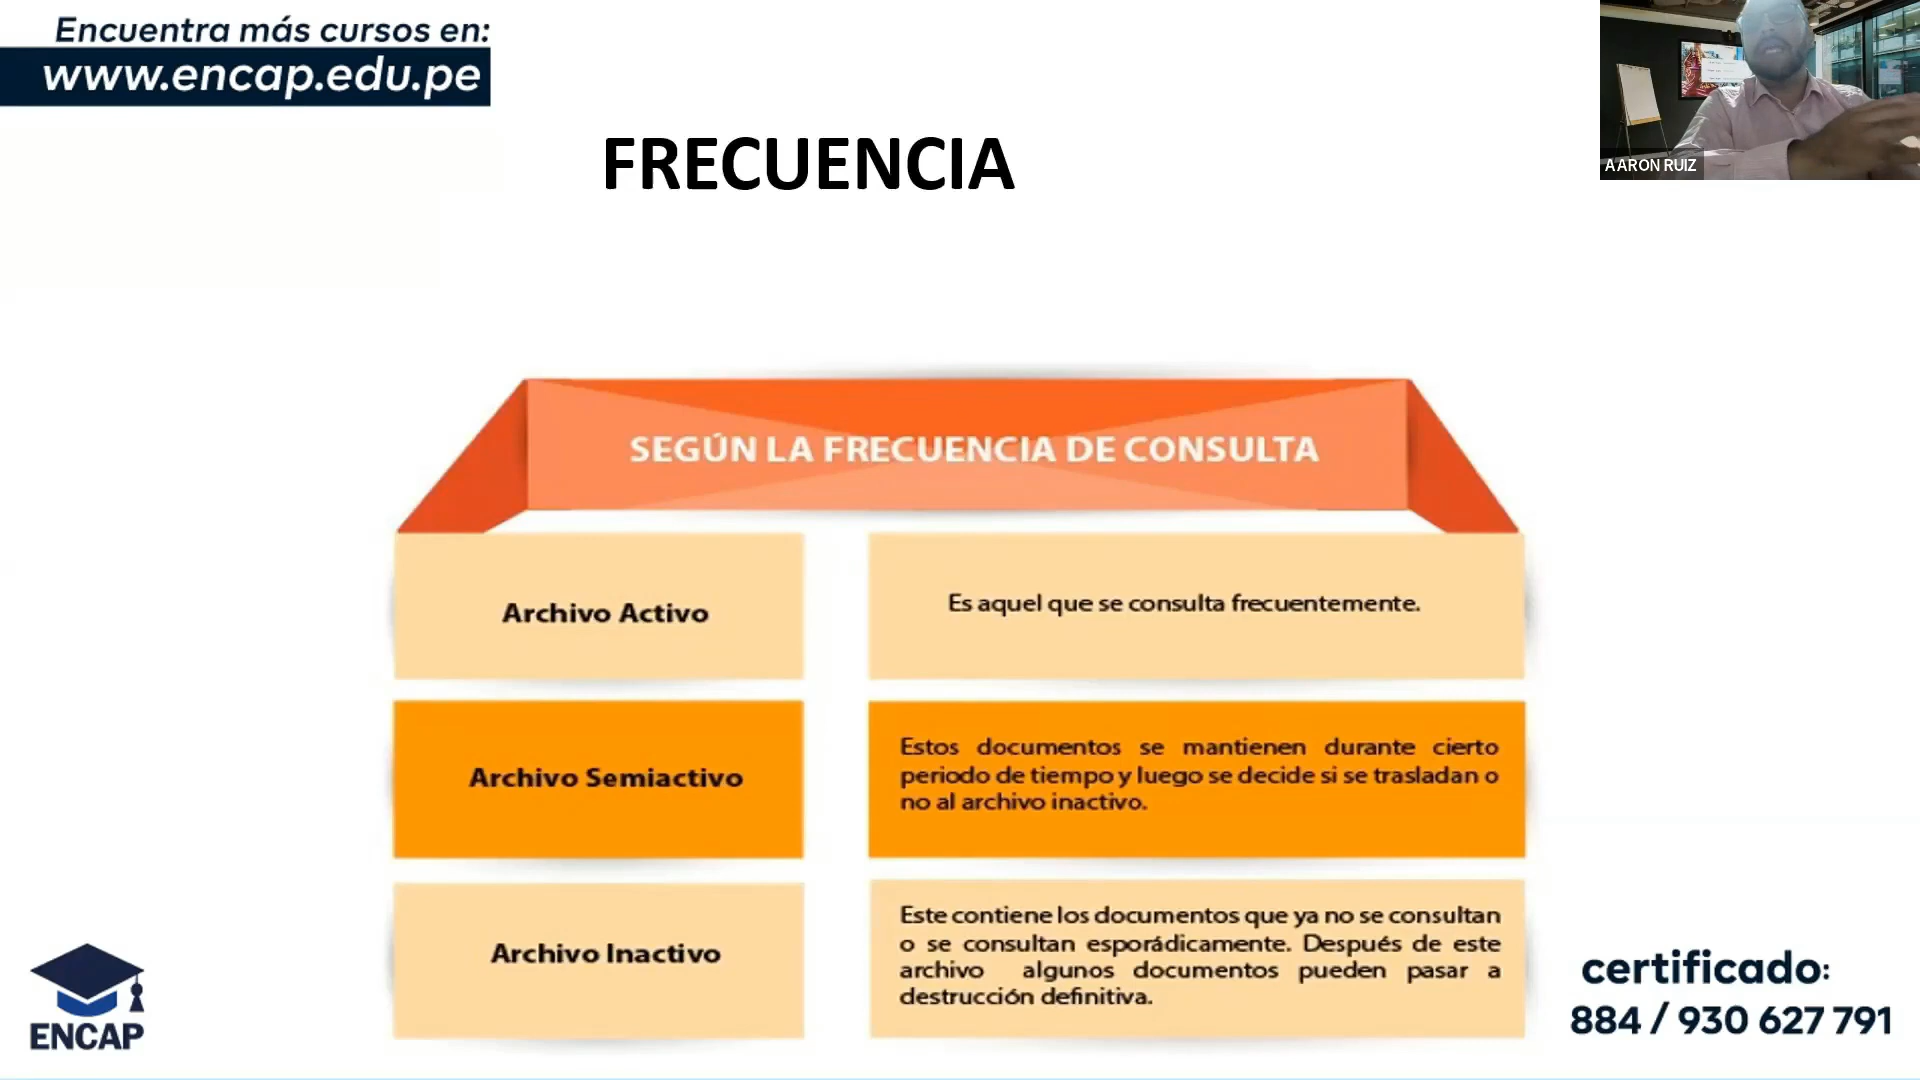 Encuentra más cursos en:
www.encap.edu.pe
AARON RUIZ
FRECUENCIA
SEGÚN LA FRECUENCIA DE CONSULTA
Archivo Activo
Es aquel que se consulta frecuentemente.
Archivo Semiactivo
Estos documentos se mantienen durante cierto
periodo de tiempo y luego se decide si se trasladan o
no al archivo inactivo.
Archivo Inactivo
Este contiene los documentos que ya no se consultan
o se consultan esporádicamente. Después de este
archivo algunos documentos pueden pasar a
destrucción definitiva.
ENCAP
certificado:
884 / 930 627 791